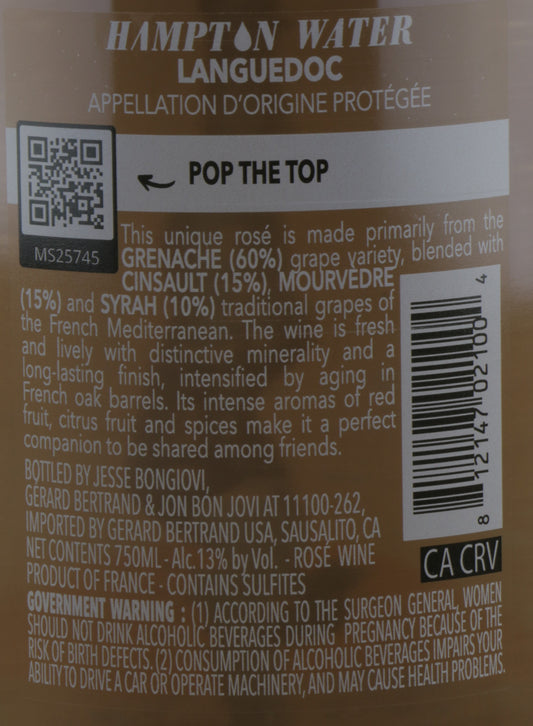 HAMPTON WATER
LANGUEDOC
APPELLATION D'ORIGINE PROTÉGÉE
POP THE TOP
MS25745
This unique rosé is made primarily from the
GRENACHE (60%) grape variety, blended with
CINSAULT (15%), MOURVÈDRE
(15%) and SYRAH (10%) traditional grapes of
the French Mediterranean. The wine is fresh
and lively with distinctive minerality and a
long-lasting finish, intensified by aging in
French oak barrels. Its intense aromas of red
fruit, citrus fruit and spices make it a perfect
companion to be shared among friends.
8 12147 02100 4
BOTTLED BY JESSE BONGIOVI,
GÉRARD BERTRAND & JON BON JOVI AT 11100-262,
IMPORTED BY GERARD BERTRAND USA, SAUSALITO, CA
NET CONTENTS 750ML - Alc.13% by Vol. - ROSÉ WINE
PRODUCT OF FRANCE - CONTAINS SULFITES
CA CRV
GOVERNMENT WARNING : (1) ACCORDING TO THE SURGEON GENERAL, WOMEN
SHOULD NOT DRINK ALCOHOLIC BEVERAGES DURING PREGNANCY BECAUSE OF THE
RISK OF BIRTH DEFECTS. (2) CONSUMPTION OF ALCOHOLIC BEVERAGES IMPAIRS YOUR
ABILITY TO DRIVE A CAR OR OPERATE MACHINERY, AND MAY CAUSE HEALTH PROBLEMS.